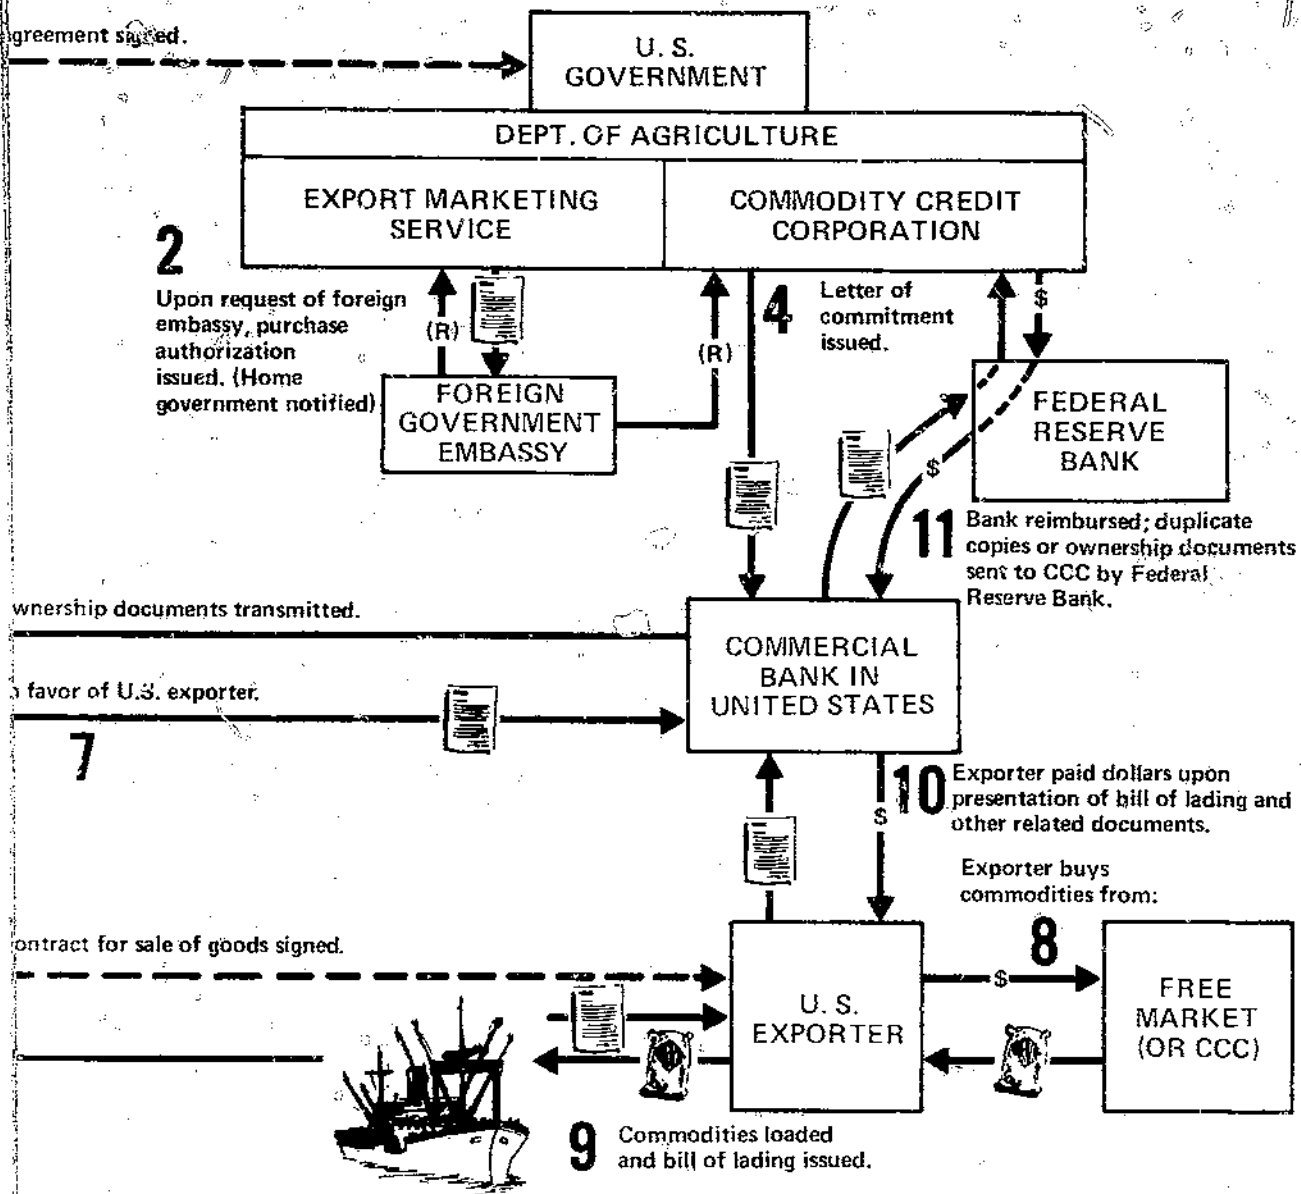 greement signed.
U. S.
GOVERNMENT
DEPT. OF AGRICULTURE
EXPORT MARKETING
SERVICE
COMMODITY CREDIT
CORPORATION
2
Upon request of foreign
embassy, purchase
authorization
issued. (Home
government notified)
(R)
FOREIGN
GOVERNMENT
EMBASSY
(R)
4
Letter of
commitment
issued.
$
FEDERAL
RESERVE
BANK
$
11
Bank reimbursed; duplicate
copies or ownership documents
sent to CCC by Federal
Reserve Bank.
wnership documents transmitted.
COMMERCIAL
BANK IN
UNITED STATES
favor of U.S. exporter.
7
10
Exporter paid dollars upon
presentation of bill of lading and
other related documents.
$
Exporter buys
commodities from:
8
ontract for sale of goods signed.
U. S.
EXPORTER
$
FREE
MARKET
(OR CCC)
9
Commodities loaded
and bill of lading issued.